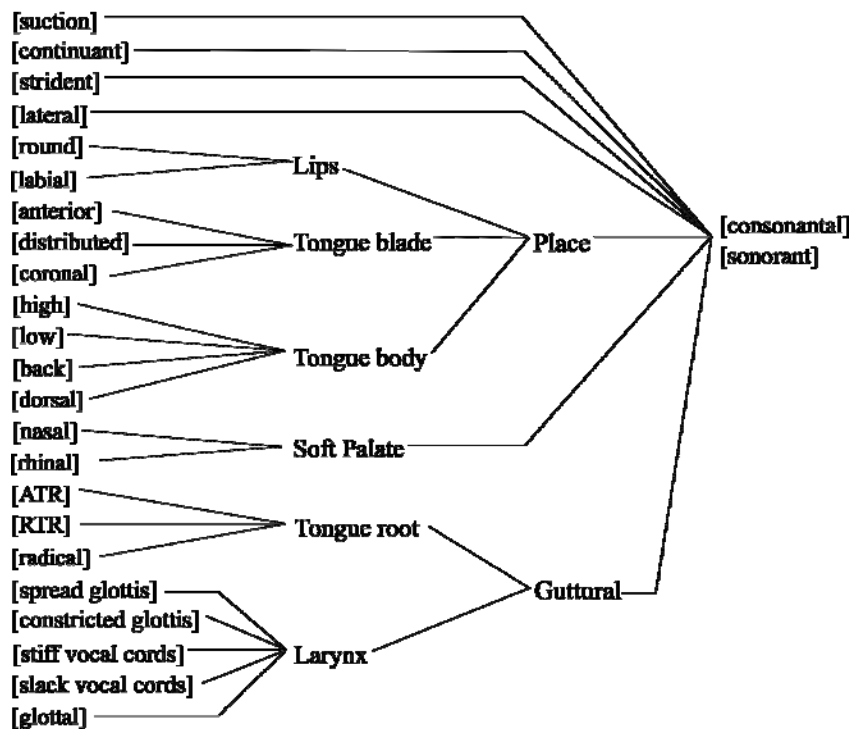 [suction]
[continuant]
[strident]
[lateral]
[round]
[labial]
Lips
[anterior]
[distributed]
[coronal]
Tongue blade
Place
[consonantal]
[sonorant]
[high]
[low]
[back]
[dorsal]
Tongue body
[nasal]
[rhinal]
Soft Palate
[ATR]
[RTR]
[radical]
Tongue root
Guttural
[spread glottis]
[constricted glottis]
[stiff vocal cords]
[slack vocal cords]
[glottal]
Larynx